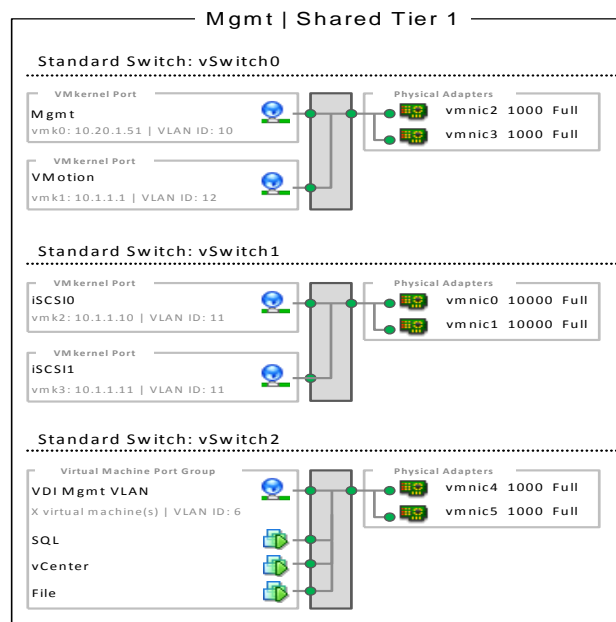 Mgmt | Shared Tier 1
Standard Switch: vSwitch0
VMkernel Port
Mgmt
vmk0: 10.20.1.51 | VLAN ID: 10
VMkernel Port
VMotion
vmk1: 10.1.1.1 | VLAN ID: 12
Physical Adapters
vmnic2 1000 Full
vmnic3 1000 Full
Standard Switch: vSwitch1
VMkernel Port
iSCSI0
vmk2: 10.1.1.10 | VLAN ID: 11
VMkernel Port
iSCSI1
vmk3: 10.1.1.11 | VLAN ID: 11
Physical Adapters
vmnic0 10000 Full
vmnic1 10000 Full
Standard Switch: vSwitch2
Virtual Machine Port Group
VDI Mgmt VLAN
X virtual machine(s) | VLAN ID: 6
SQL
vCenter
File
Physical Adapters
vmnic4 1000 Full
vmnic5 1000 Full